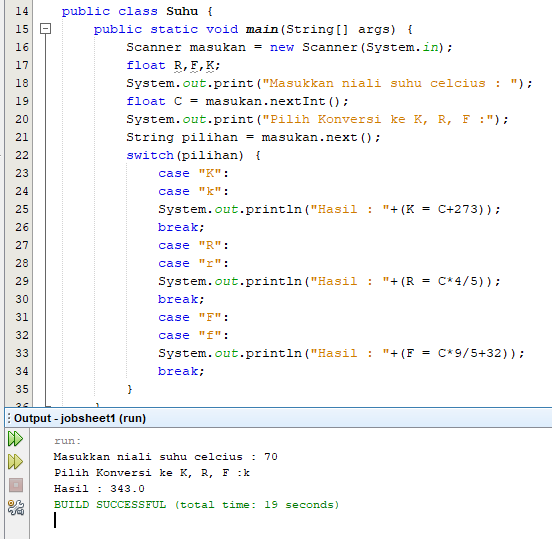 14 public class Suhu {
15 public static void main(String[] args) {
16 Scanner masukan = new Scanner(System.in);
17 float R,F,K;
18 System.out.print("Masukkan niali suhu celcius : ");
19 float C = masukan.nextInt();
20 System.out.print("Pilih Konversi ke K, R, F :");
21 String pilihan = masukan.next();
22 switch(pilihan) {
23 case "K":
24 case "k":
25 System.out.println("Hasil : "+(K = C+273));
26 break;
27 case "R":
28 case "r":
29 System.out.println("Hasil : "+(R = C*4/5));
30 break;
31 case "F":
32 case "f":
33 System.out.println("Hasil : "+(F = C*9/5+32));
34 break;
35 }
Output - jobsheet1 (run)
run:
Masukkan niali suhu celcius : 70
Pilih Konversi ke K, R, F :k
Hasil : 343.0
BUILD SUCCESSFUL (total time: 19 seconds)